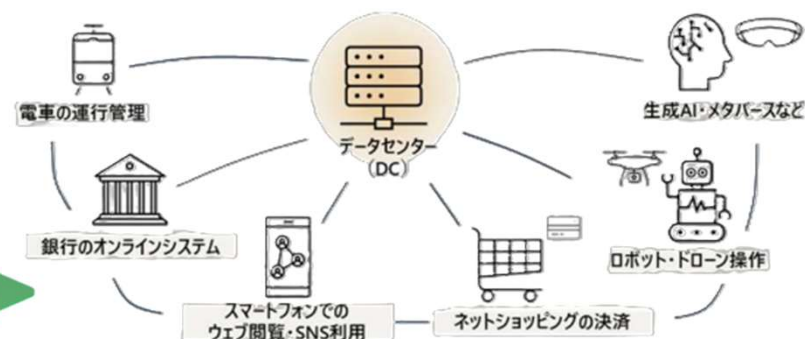 電車の運行管理
データセンター
(DC)
生成AI・メタバースなど
銀行のオンラインシステム
ロボット・ドローン操作
スマートフォンでの
ウェブ閲覧・SNS利用
ネットショッピングの決済